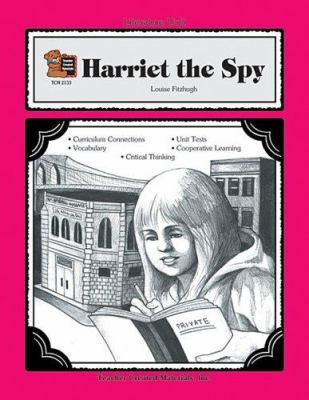 Literature Unit
TCM 2133
Harriet the Spy
Louise Fitzhugh
• Curriculum Connections • Unit Tests
• Vocabulary • Cooperative Learning
• Critical Thinking
PRIVATE
Teacher Created Materials, Inc.